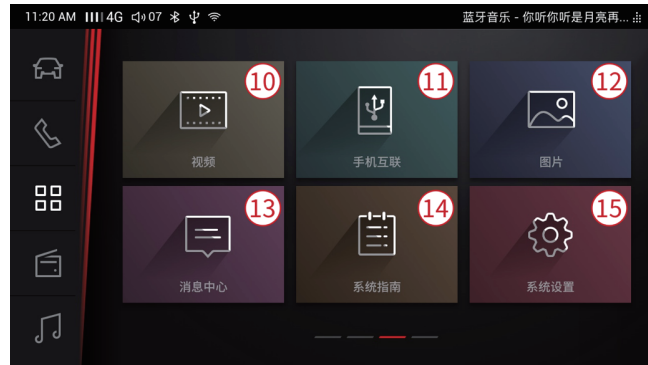 11:20 AM 4G 07 蓝牙音乐 - 你听你听是月亮再...
10 11 12
视频 手机互联 图片
13 14 15
消息中心 系统指南 系统设置